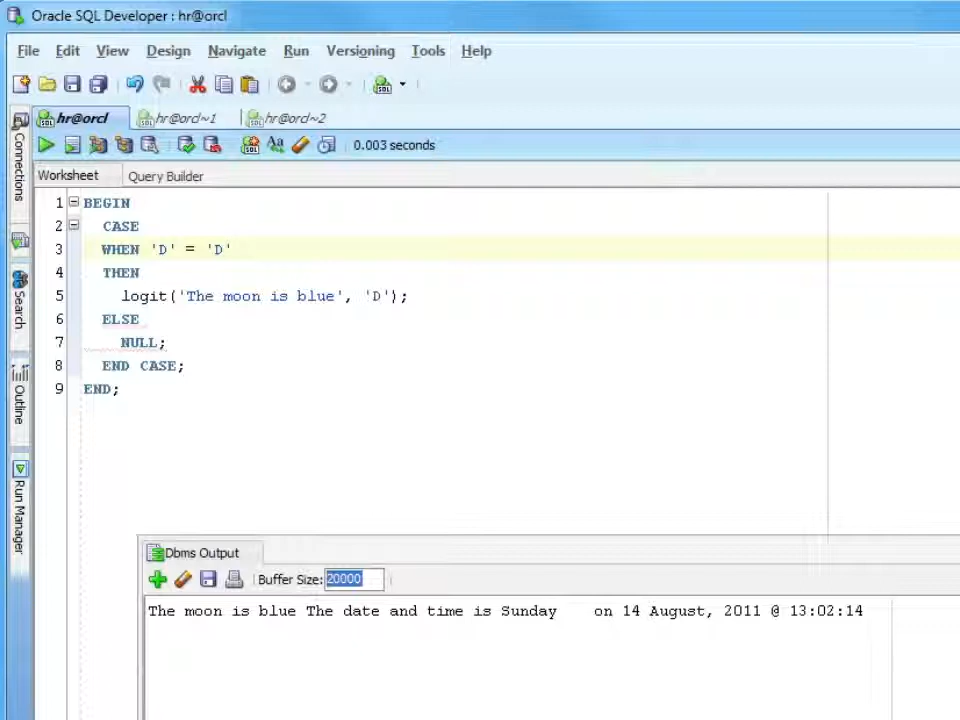 Oracle SQL Developer : hr@orcl
File Edit View Design Navigate Run Versioning Tools Help
hr@orcl hr@orcl~1 hr@orcl~2
0.003 seconds
Worksheet Query Builder
1 BEGIN
2 CASE
3 WHEN 'D' = 'D'
4 THEN
5 logit('The moon is blue', 'D');
6 ELSE
7 NULL;
8 END CASE;
9 END;
Connections
Search
Outline
Run Manager
Dbms Output
Buffer Size: 20000
The moon is blue The date and time is Sunday on 14 August, 2011 @ 13:02:14